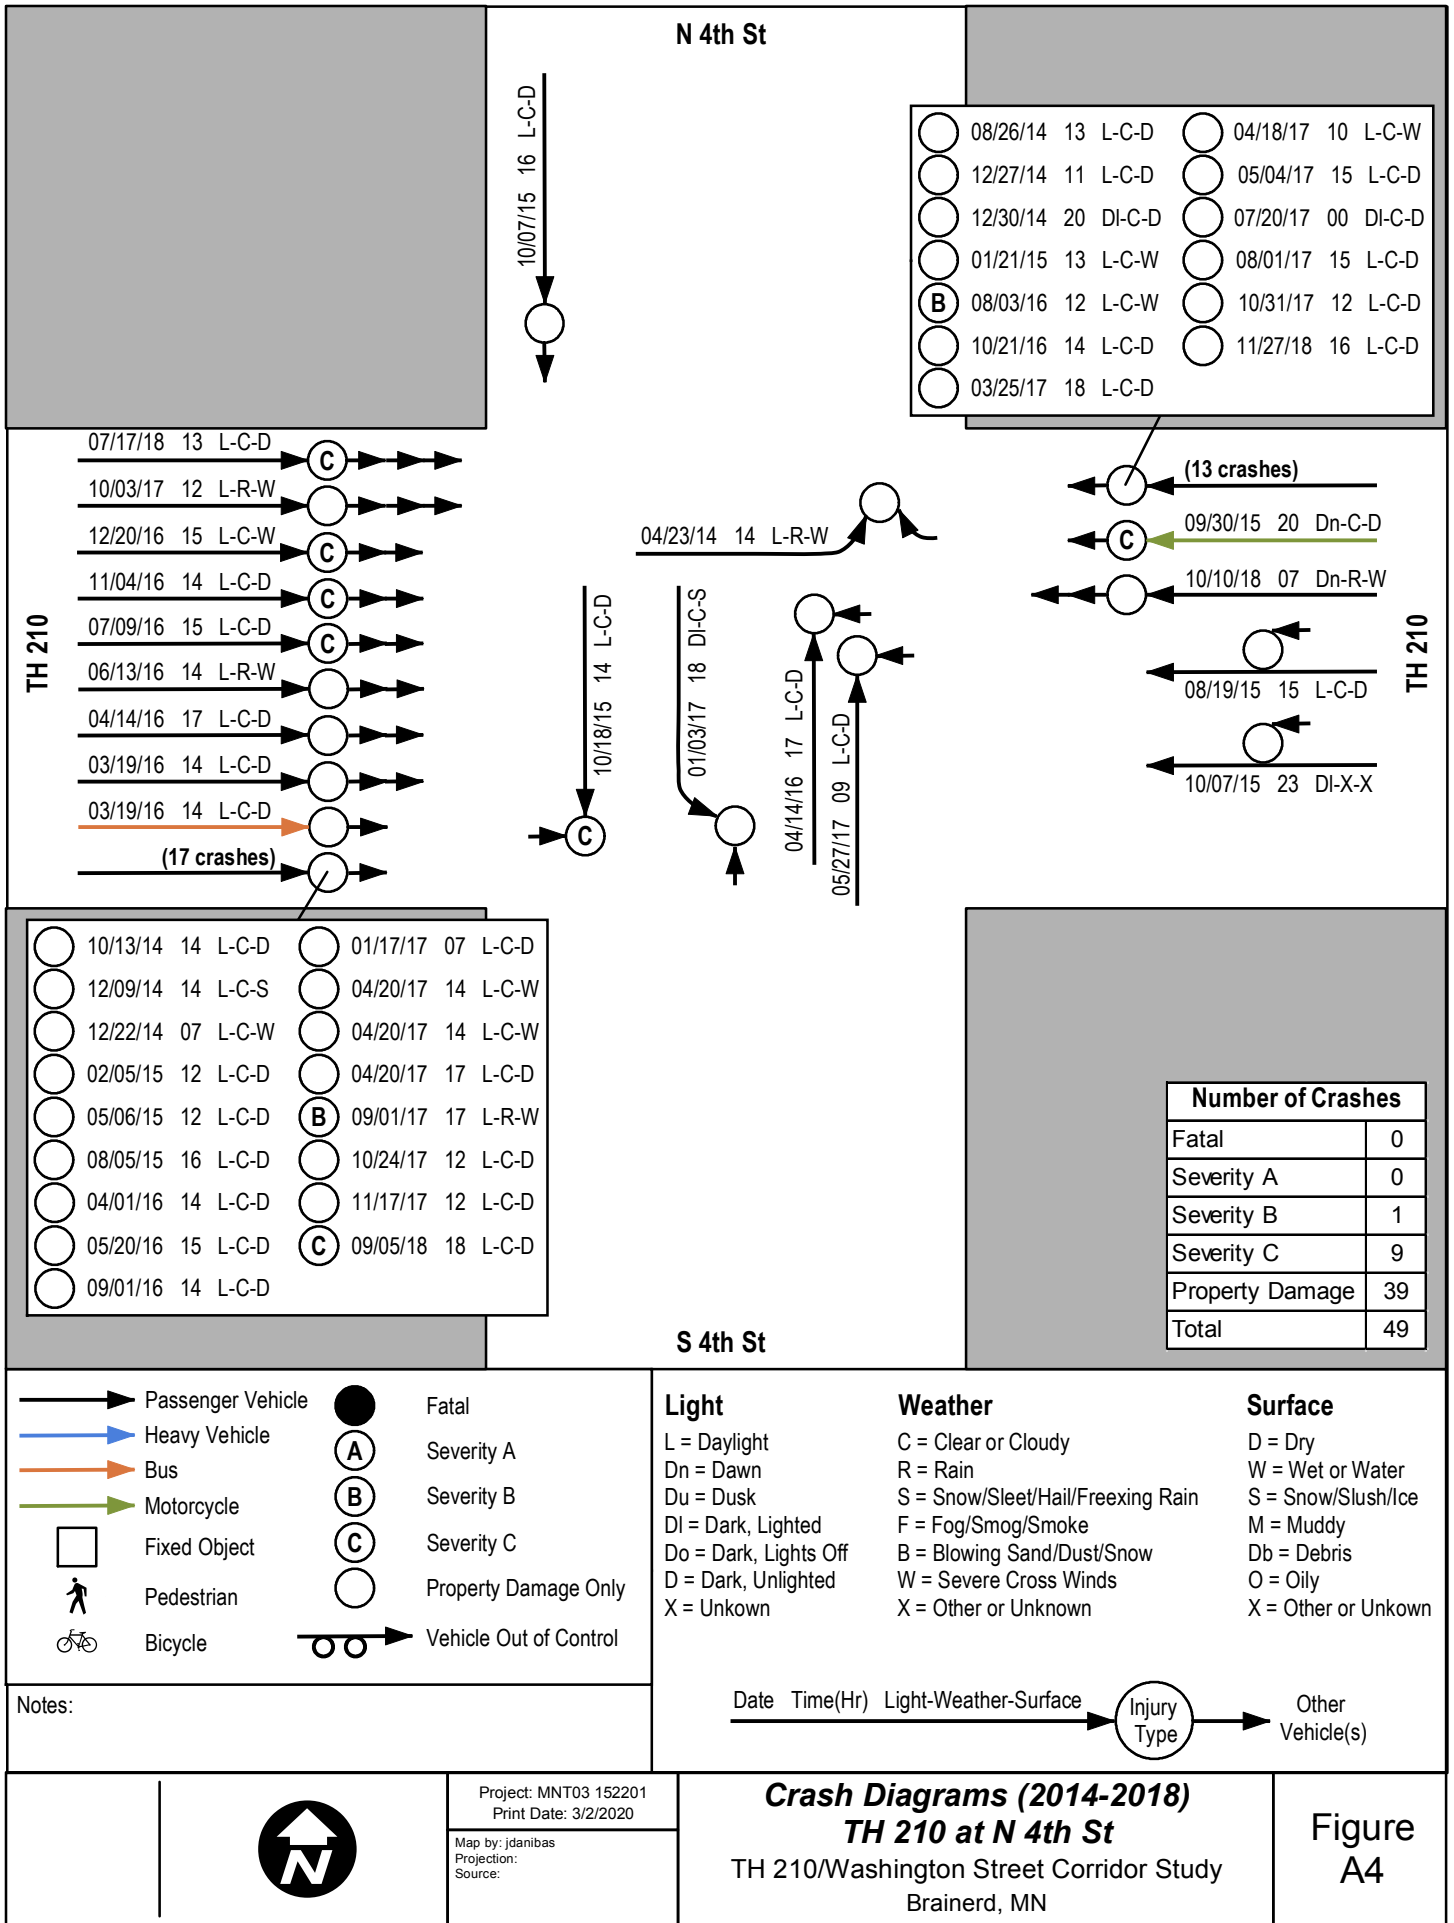 N 4th St
10/07/15 16 L-C-D
08/26/14 13 L-C-D
12/27/14 11 L-C-D
12/30/14 20 Dl-C-D
01/21/15 13 L-C-W
B 08/03/16 12 L-C-W
10/21/16 14 L-C-D
03/25/17 18 L-C-D
04/18/17 10 L-C-W
05/04/17 15 L-C-D
07/20/17 00 Dl-C-D
08/01/17 15 L-C-D
10/31/17 12 L-C-D
11/27/18 16 L-C-D
TH 210
07/17/18 13 L-C-D C
10/03/17 12 L-R-W
12/20/16 15 L-C-W C
11/04/16 14 L-C-D C
07/09/16 15 L-C-D C
06/13/16 14 L-R-W
04/14/16 17 L-C-D
03/19/16 14 L-C-D
03/19/16 14 L-C-D
(17 crashes)
04/23/14 14 L-R-W
10/18/15 14 L-C-D
C
01/03/17 18 Dl-C-S
04/14/16 17 L-C-D
05/27/17 09 L-C-D
(13 crashes)
C 09/30/15 20 Dn-C-D
10/10/18 07 Dn-R-W
08/19/15 15 L-C-D
10/07/15 23 Dl-X-X
TH 210
10/13/14 14 L-C-D
12/09/14 14 L-C-S
12/22/14 07 L-C-W
02/05/15 12 L-C-D
05/06/15 12 L-C-D
08/05/15 16 L-C-D
04/01/16 14 L-C-D
05/20/16 15 L-C-D
09/01/16 14 L-C-D
01/17/17 07 L-C-D
04/20/17 14 L-C-W
04/20/17 14 L-C-W
04/20/17 17 L-C-D
B 09/01/17 17 L-R-W
10/24/17 12 L-C-D
11/17/17 12 L-C-D
C 09/05/18 18 L-C-D
Number of Crashes
Fatal 0
Severity A 0
Severity B 1
Severity C 9
Property Damage 39
Total 49
S 4th St
Passenger Vehicle
Heavy Vehicle
Bus
Motorcycle
Fixed Object
Pedestrian
Bicycle
Fatal
A Severity A
B Severity B
C Severity C
Property Damage Only
Vehicle Out of Control
Light
L = Daylight
Dn = Dawn
Du = Dusk
Dl = Dark, Lighted
Do = Dark, Lights Off
D = Dark, Unlighted
X = Unkown
Weather
C = Clear or Cloudy
R = Rain
S = Snow/Sleet/Hail/Freexing Rain
F = Fog/Smog/Smoke
B = Blowing Sand/Dust/Snow
W = Severe Cross Winds
X = Other or Unknown
Surface
D = Dry
W = Wet or Water
S = Snow/Slush/Ice
M = Muddy
Db = Debris
O = Oily
X = Other or Unkown
Notes:
Date Time(Hr) Light-Weather-Surface
Injury
Type
Other
Vehicle(s)
N
Project: MNT03 152201
Print Date: 3/2/2020
Map by: jdanibas
Projection:
Source:
Crash Diagrams (2014-2018)
TH 210 at N 4th St
TH 210/Washington Street Corridor Study
Brainerd, MN
Figure
A4